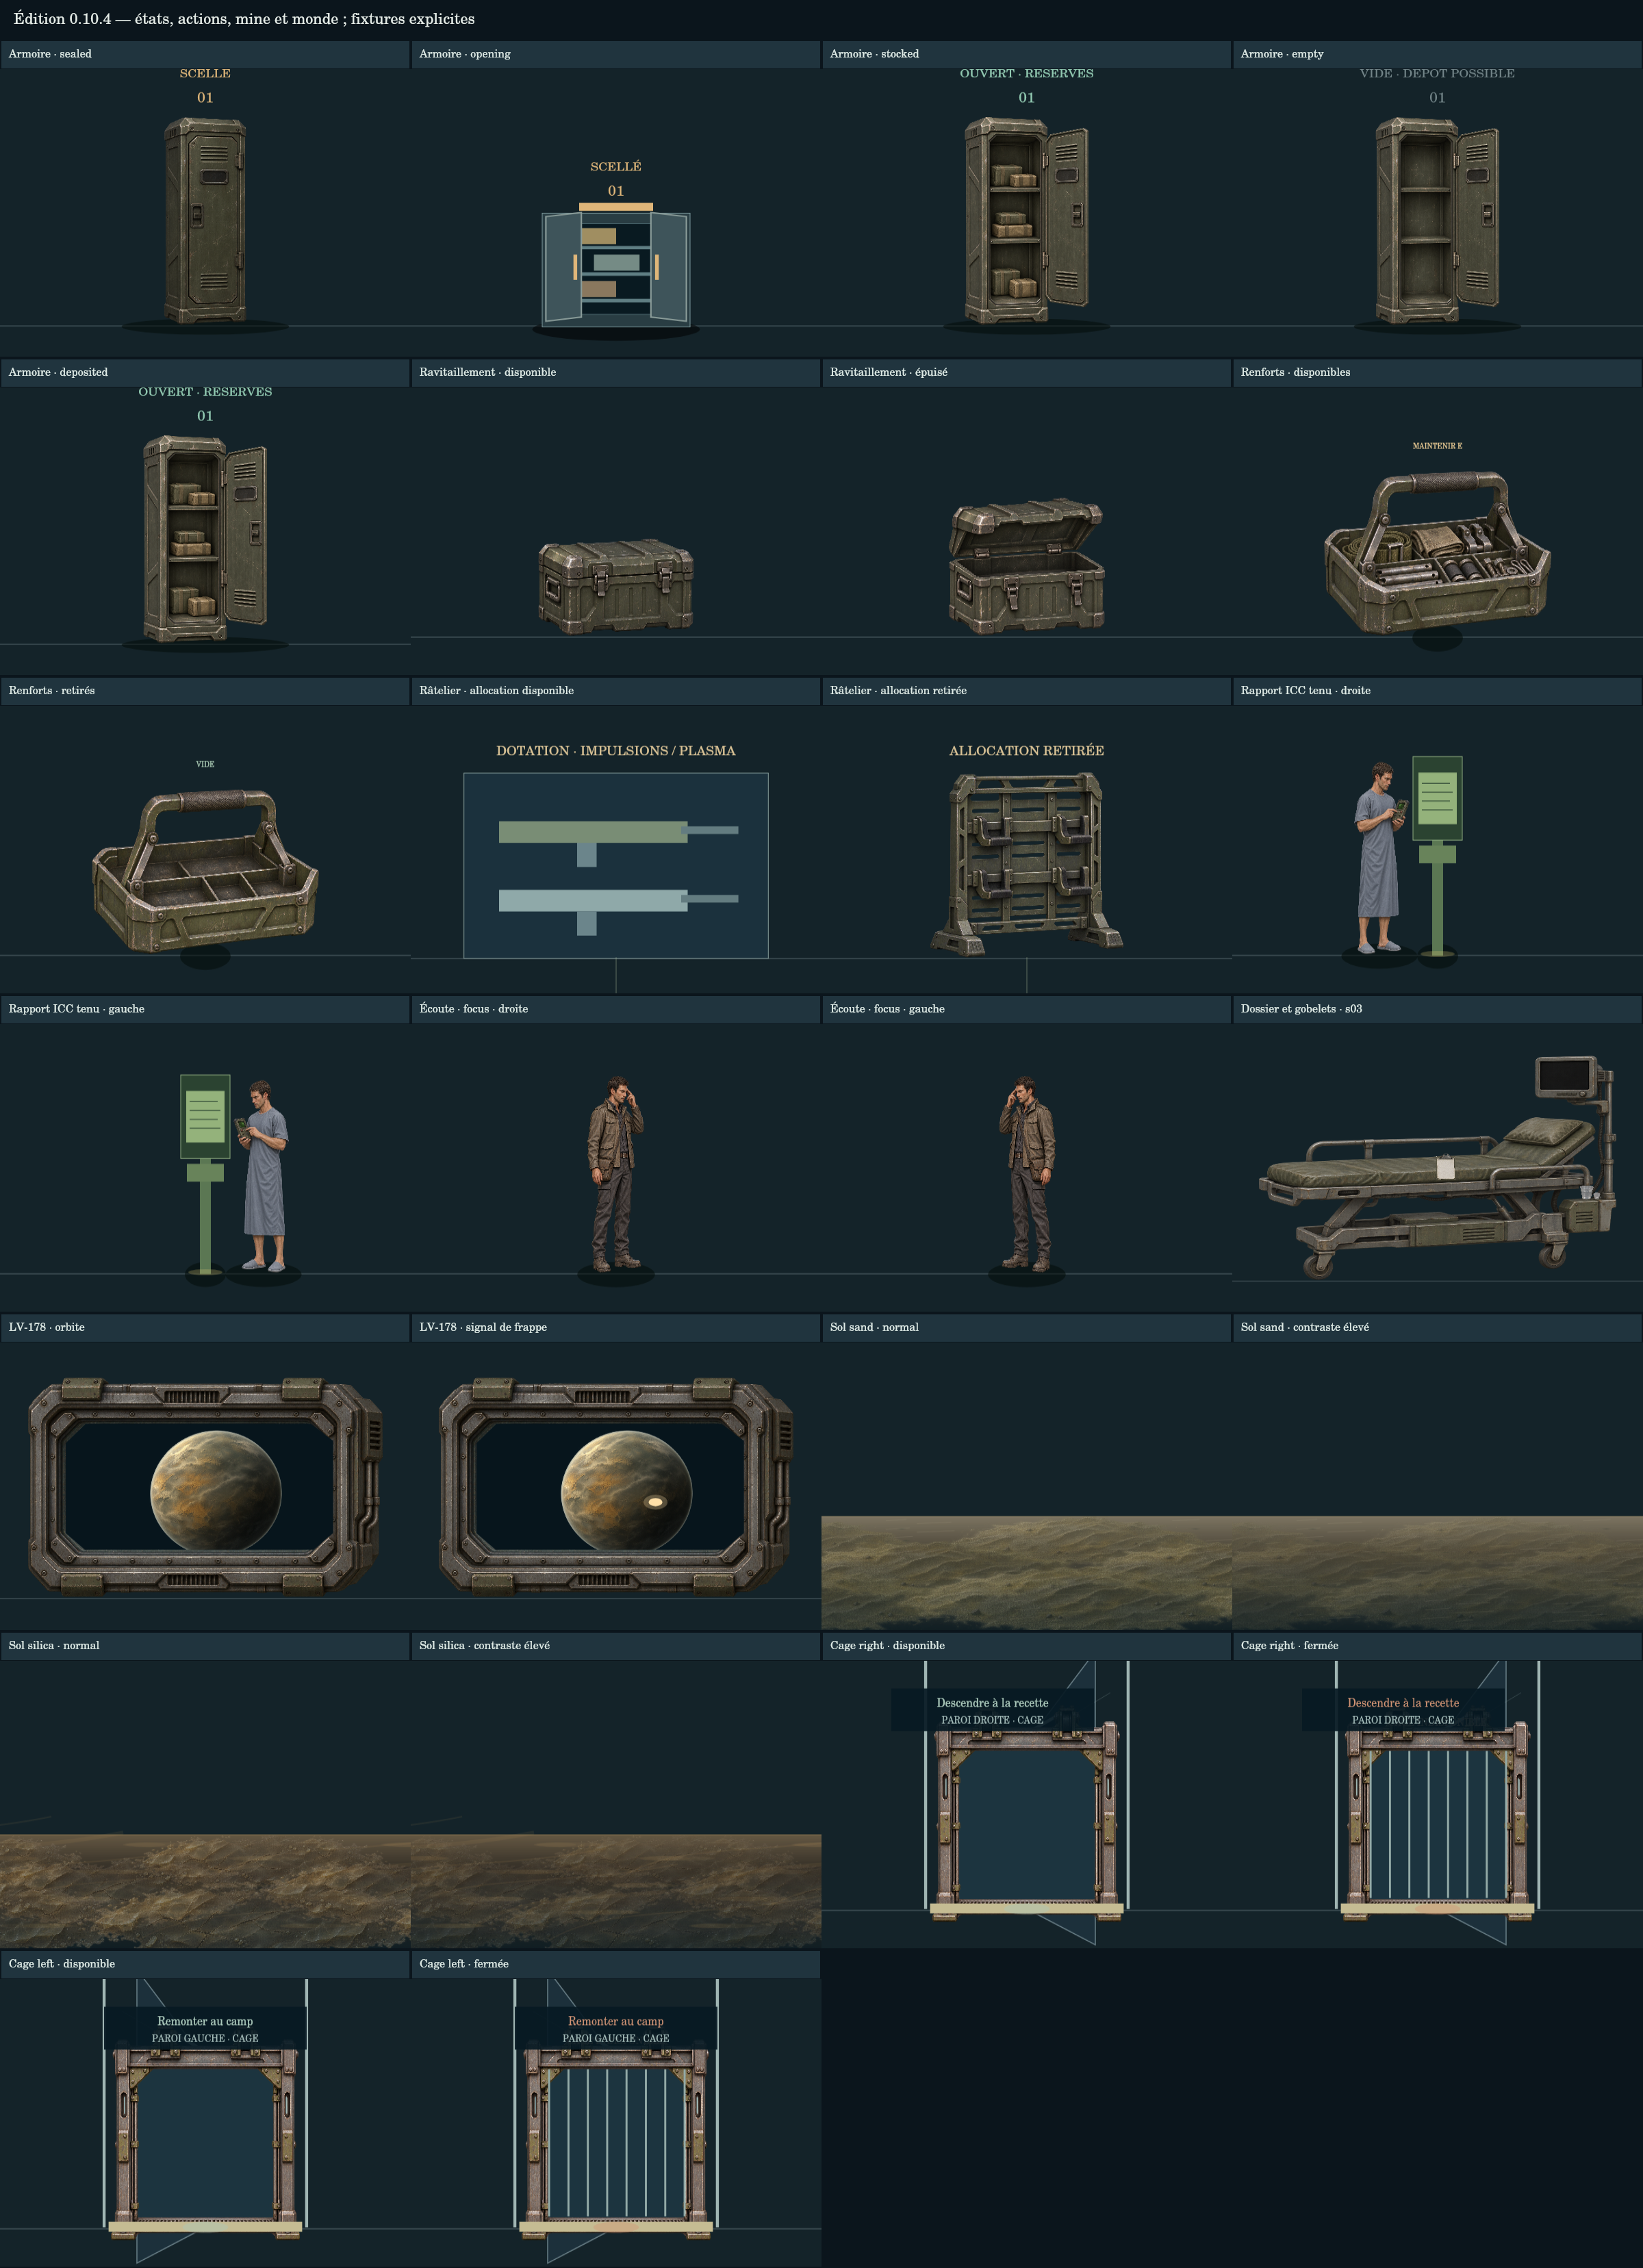 Édition 0.10.4 — états, actions, mine et monde ; fixtures explicites
Armoire · sealed
Armoire · opening
Armoire · stocked
Armoire · empty
SCELLE
01
SCELLÉ
01
OUVERT · RESERVES
01
VIDE · DEPOT POSSIBLE
01
Armoire · deposited
Ravitaillement · disponible
Ravitaillement · épuisé
Renforts · disponibles
OUVERT · RESERVES
01
MAINTENIR E
Renforts · retirés
Râtelier · allocation disponible
Râtelier · allocation retirée
Rapport ICC tenu · droite
VIDE
DOTATION · IMPULSIONS / PLASMA
ALLOCATION RETIRÉE
Rapport ICC tenu · gauche
Écoute · focus · droite
Écoute · focus · gauche
Dossier et gobelets · s03
LV-178 · orbite
LV-178 · signal de frappe
Sol sand · normal
Sol sand · contraste élevé
Sol silica · normal
Sol silica · contraste élevé
Cage right · disponible
Cage right · fermée
Descendre à la recette
PAROI DROITE · CAGE
Descendre à la recette
PAROI DROITE · CAGE
Cage left · disponible
Cage left · fermée
Remonter au camp
PAROI GAUCHE · CAGE
Remonter au camp
PAROI GAUCHE · CAGE